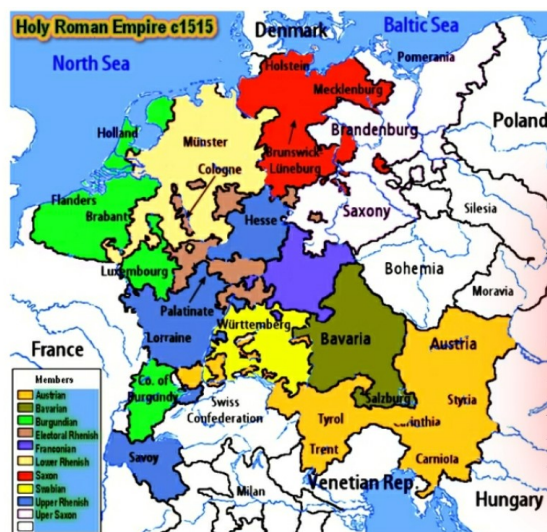 Holy Roman Empire c1515
Denmark
Baltic Sea
North Sea
Holstein
Pomerania
Mecklenburg
Poland
Holland
Münster
Brandenburg
Cologne
Brunswick-
Lüneburg
Flanders
Brabant
Hesse
Saxony
Silesia
Luxembourg
Bohemia
Moravia
Palatinate
Lorraine
Württemberg
Bavaria
Austria
France
Co. of
Burgundy
Salzburg
Styria
Swiss
Confederation
Tyrol
Trent
Carniola
Savoy
Milan
Venetian Rep.
Hungary
Members
Austrian
Bavarian
Burgundian
Electoral Rhenish
Franconian
Lower Rhenish
Saxon
Swabian
Upper Rhenish
Uper Saxon